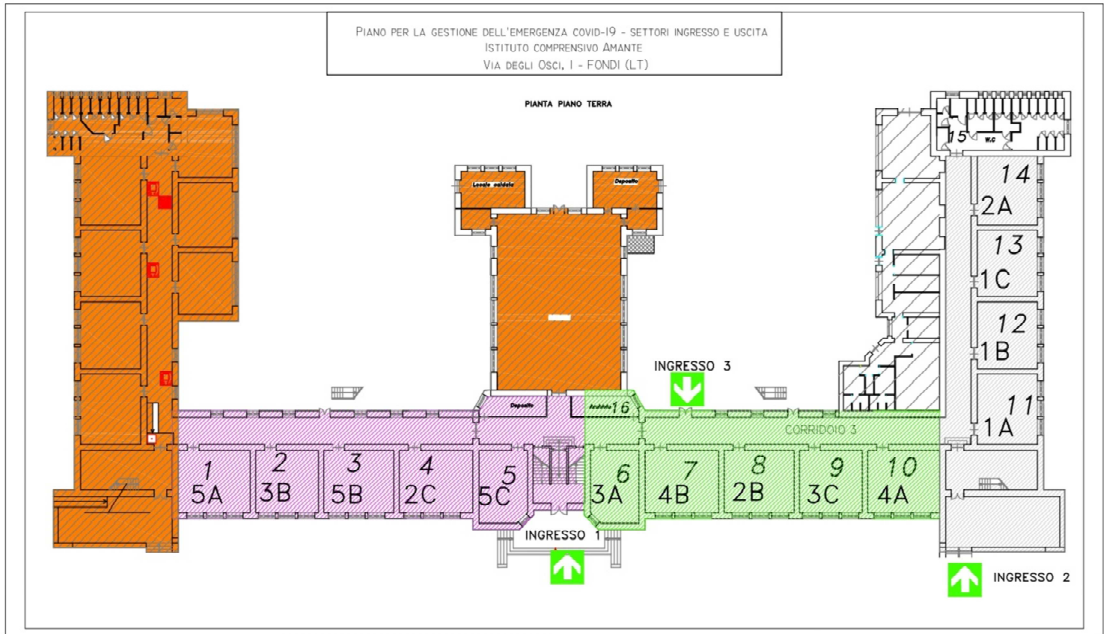 PIANO PER LA GESTIONE DELL'EMERGENZA COVID-19 - SETTORI INGRESSO E USCITA
ISTITUTO COMPRENSIVO AMANTE
VIA DEGLI OSCI, 1 - FONDI (LT)
PIANTA PIANO TERRA
15
W.C
Locale caldaia
Deposito
14
2A
13
1C
12
1B
INGRESSO 3
11
1A
Deposito
16
CORRIDOIO 3
1
5A
2
3B
3
5B
4
2C
5
5C
6
3A
7
4B
8
2B
9
3C
10
4A
INGRESSO 1
INGRESSO 2